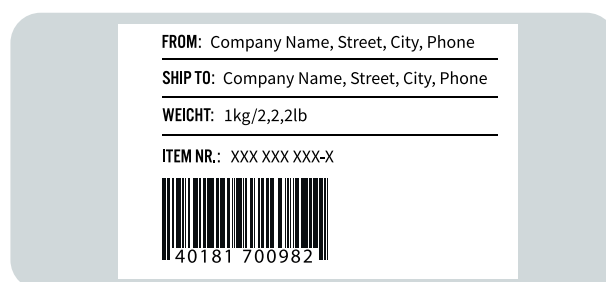 FROM: Company Name, Street, City, Phone
SHIP TO: Company Name, Street, City, Phone
WEICHT: 1kg/2,2,2lb
ITEM NR.: XXX XXX XXX-X
40181 700982